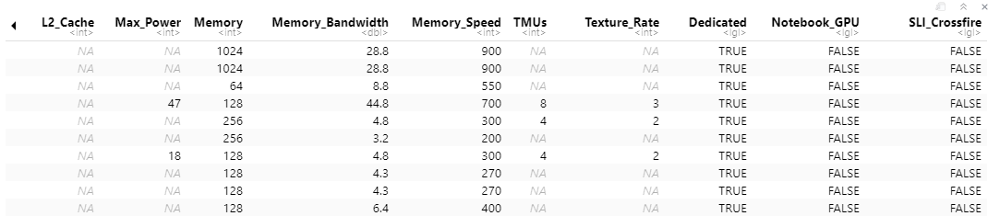 L2_Cache Max_Power Memory Memory_Bandwidth Memory_Speed TMUs Texture_Rate Dedicated Notebook_GPU SLI_Crossfire
<int> <int> <int> <dbl> <int> <int> <int> <lgl> <lgl> <lgl>
NA NA 1024 28.8 900 NA NA TRUE FALSE FALSE
NA NA 1024 28.8 900 NA NA TRUE FALSE FALSE
NA NA 64 8.8 550 NA NA TRUE FALSE FALSE
NA 47 128 44.8 700 8 3 TRUE FALSE FALSE
NA NA 256 4.8 300 4 2 TRUE FALSE FALSE
NA NA 256 3.2 200 NA NA TRUE FALSE FALSE
NA 18 128 4.8 300 4 2 TRUE FALSE FALSE
NA NA 128 4.3 270 NA NA TRUE FALSE FALSE
NA NA 128 4.3 270 NA NA TRUE FALSE FALSE
NA NA 128 6.4 400 NA NA TRUE FALSE FALSE